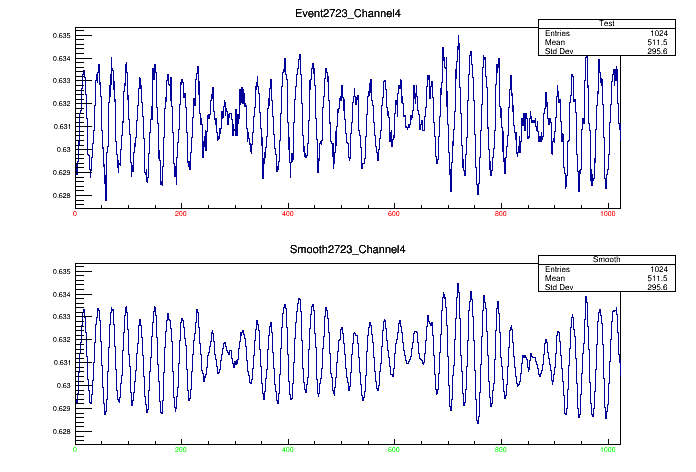 Event2723_Channel4
Test
Entries 1024
Mean 511.5
Std Dev 295.6
0.635
0.634
0.633
0.632
0.631
0.63
0.629
0.628
0 200 400 600 800 1000
Smooth2723_Channel4
Smooth
Entries 1024
Mean 511.5
Std Dev 295.6
0.635
0.634
0.633
0.632
0.631
0.63
0.629
0.628
0 200 400 600 800 1000